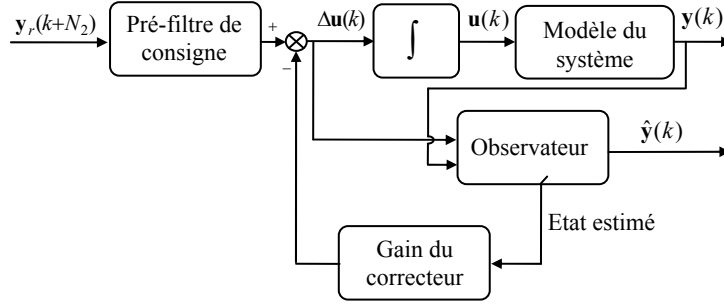 y_r(k+N_2)
Pré-filtre de
consigne
+
−
Δu(k)
∫
u(k)
Modèle du
système
y(k)
Observateur
ŷ(k)
Etat estimé
Gain du
correcteur